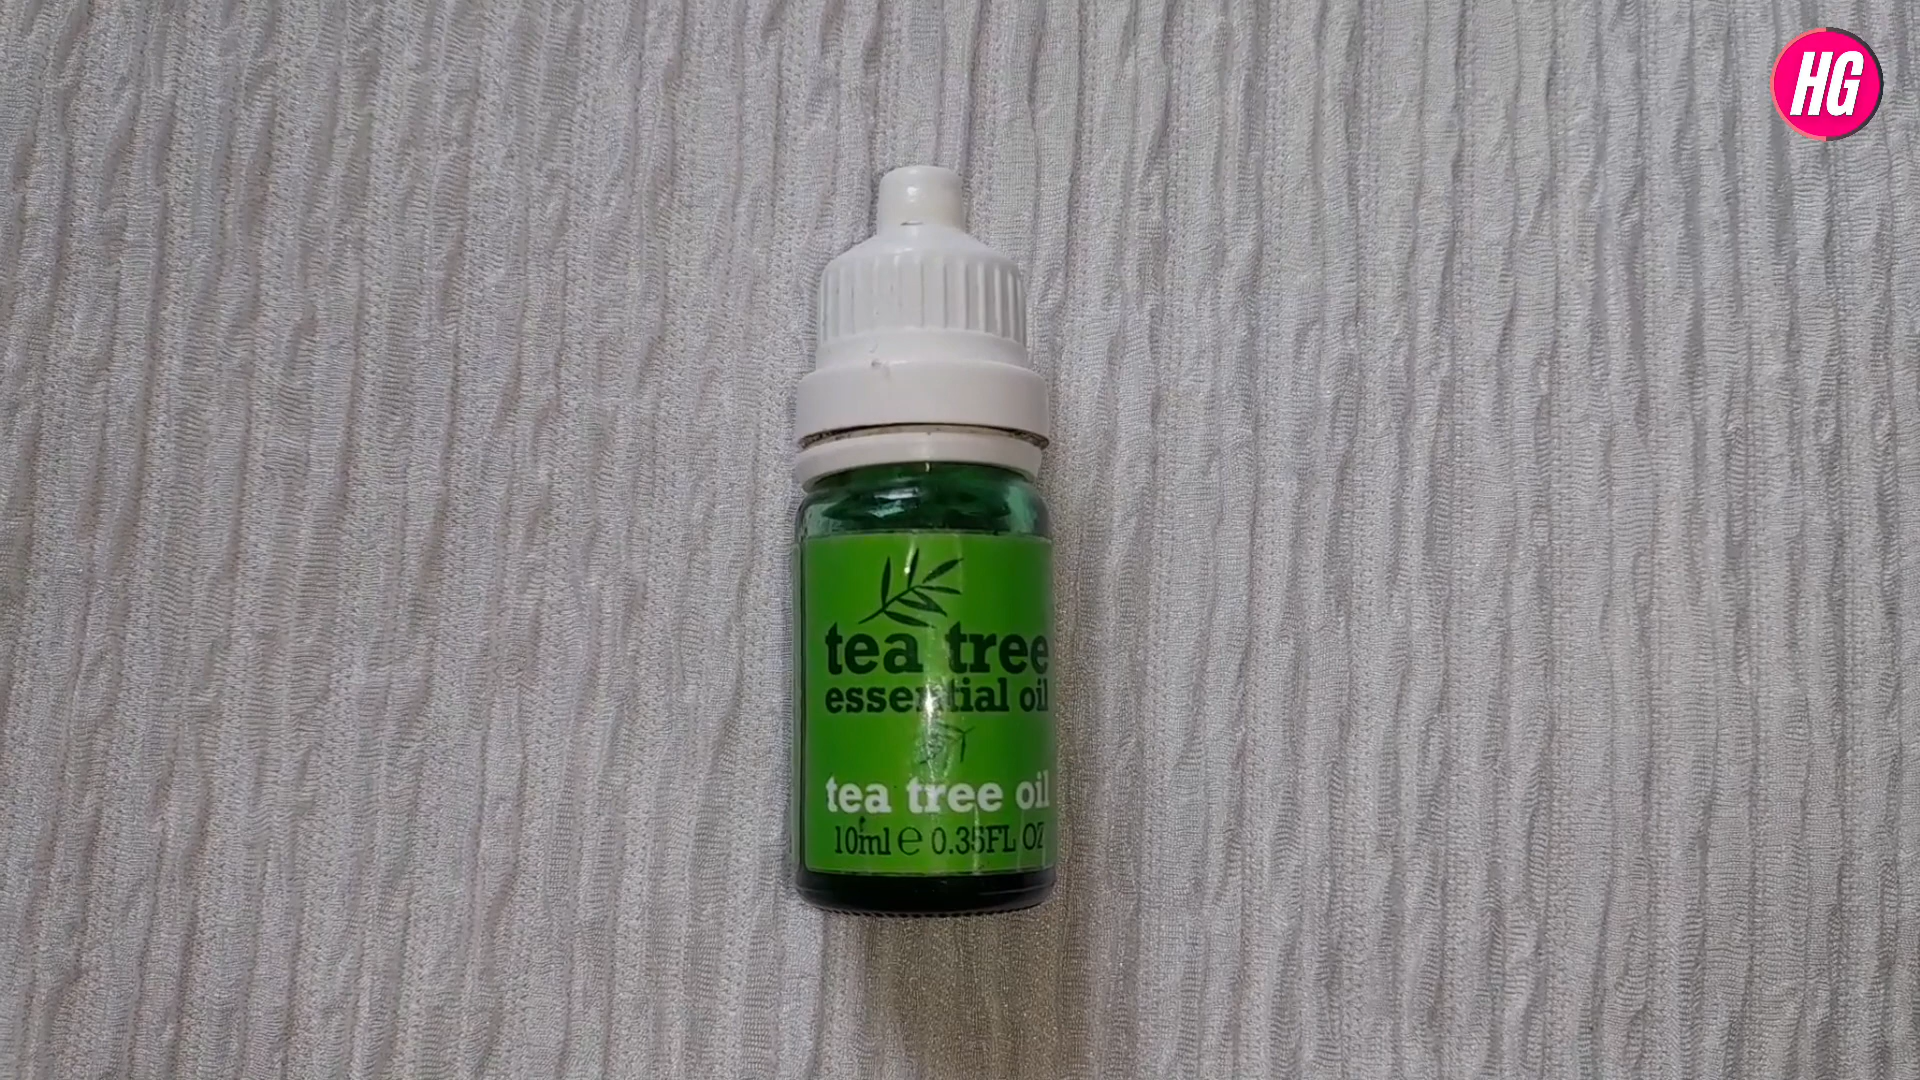 HG
tea tree
essential oil
tea tree oil
10ml ℮ 0.35FL OZ